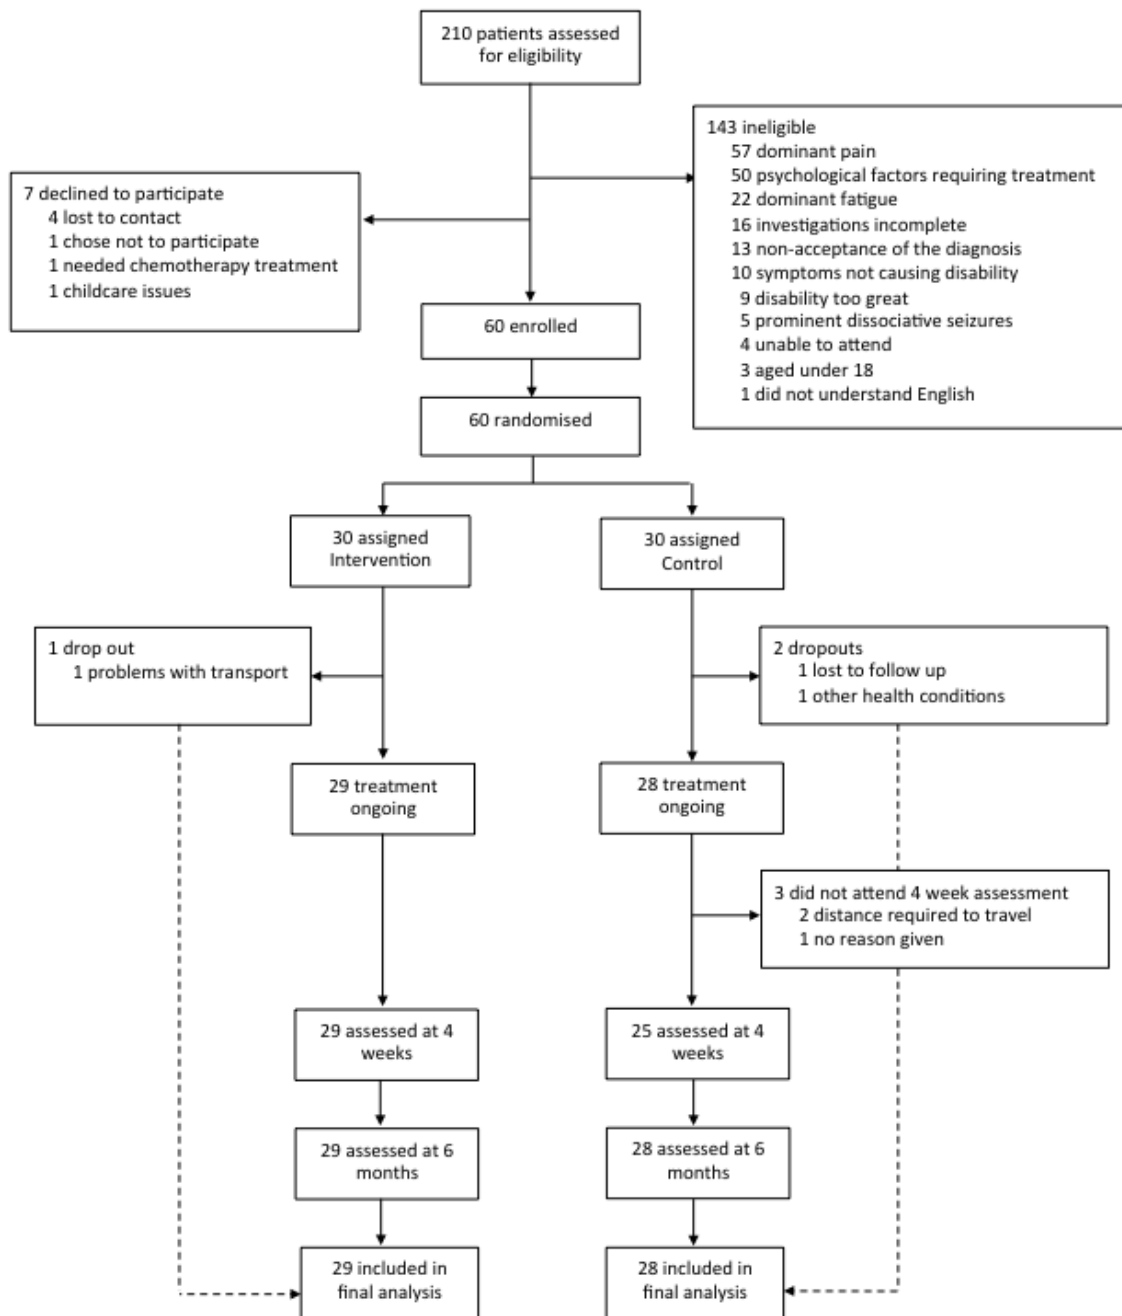 210 patients assessed
for eligibility
143 ineligible
57 dominant pain
50 psychological factors requiring treatment
22 dominant fatigue
16 investigations incomplete
13 non-acceptance of the diagnosis
10 symptoms not causing disability
9 disability too great
5 prominent dissociative seizures
4 unable to attend
3 aged under 18
1 did not understand English
7 declined to participate
4 lost to contact
1 chose not to participate
1 needed chemotherapy treatment
1 childcare issues
60 enrolled
60 randomised
30 assigned
Intervention
30 assigned
Control
1 drop out
1 problems with transport
2 dropouts
1 lost to follow up
1 other health conditions
29 treatment
ongoing
28 treatment
ongoing
3 did not attend 4 week assessment
2 distance required to travel
1 no reason given
29 assessed at 4
weeks
25 assessed at 4
weeks
29 assessed at 6
months
28 assessed at 6
months
29 included in
final analysis
28 included in
final analysis